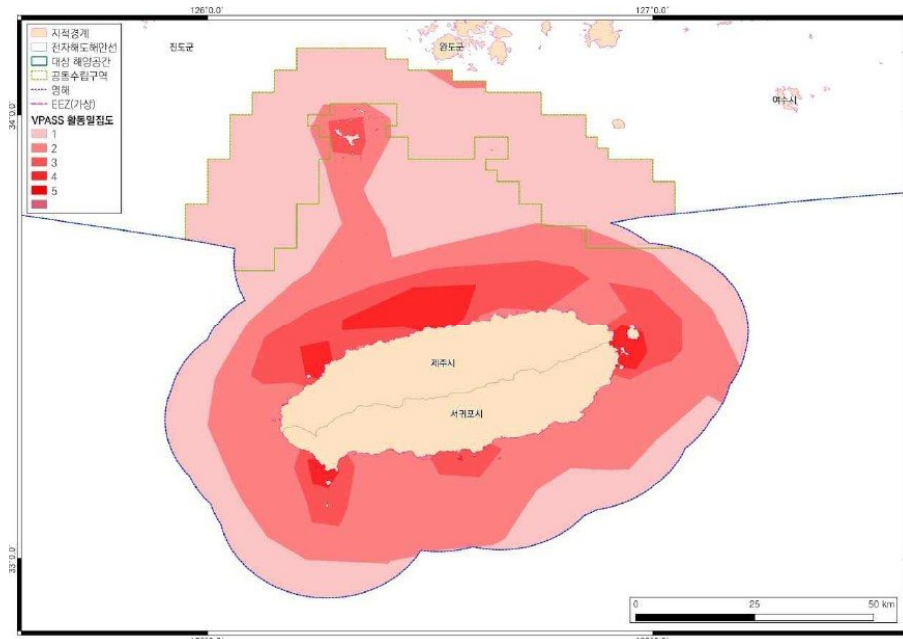 126°0.0'
127°0.0'
지적경계
전자해도해안선
대상 해양공간
공동수립구역
영해
EEZ(가상)
VPASS 활동밀집도
1
2
3
4
5
진도군
완도군
여수시
34°0.0'
제주시
서귀포시
33°0.0'
0
25
50 km